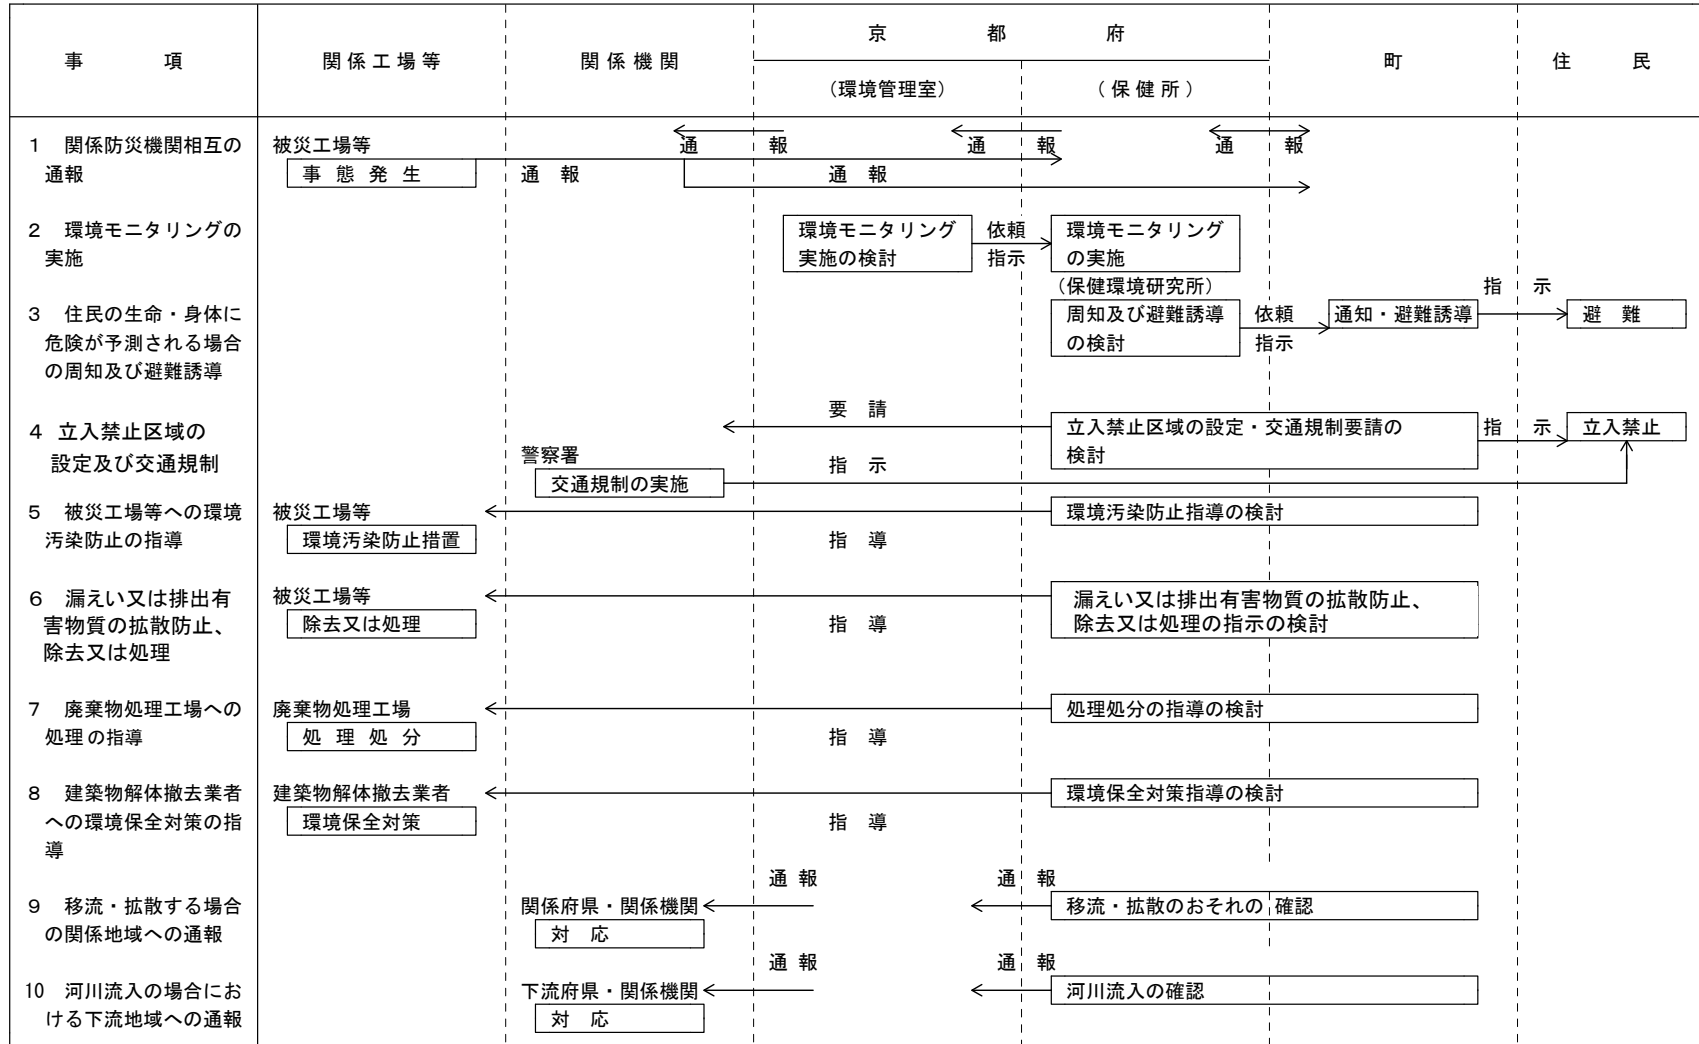 事　項
関係工場等
関係機関
京　都　府
（環境管理室）
（保健所）
町
住　民
１　関係防災機関相互の
通報
被災工場等
事態発生
通報
通報
通報
通報
通報
２　環境モニタリングの
実施
環境モニタリング
実施の検討
依頼
指示
環境モニタリング
の実施
（保健環境研究所）
３　住民の生命・身体に
危険が予測される場合
の周知及び避難誘導
周知及び避難誘導
の検討
依頼
指示
通知・避難誘導
指示
避難
４　立入禁止区域の
設定及び交通規制
警察署
交通規制の実施
要請
指示
立入禁止区域の設定・交通規制要請の
検討
指示
立入禁止
５　被災工場等への環境
汚染防止の指導
被災工場等
環境汚染防止措置
指導
環境汚染防止指導の検討
６　漏えい又は排出有
害物質の拡散防止、
除去又は処理
被災工場等
除去又は処理
指導
漏えい又は排出有害物質の拡散防止、
除去又は処理の指示の検討
７　廃棄物処理工場への
処理の指導
廃棄物処理工場
処理処分
指導
処理処分の指導の検討
８　建築物解体撤去業者
への環境保全対策の指
導
建築物解体撤去業者
環境保全対策
指導
環境保全対策指導の検討
９　移流・拡散する場合
の関係地域への通報
関係府県・関係機関
対応
通報
通報
移流・拡散のおそれの確認
10　河川流入の場合にお
ける下流地域への通報
下流府県・関係機関
対応
通報
通報
河川流入の確認